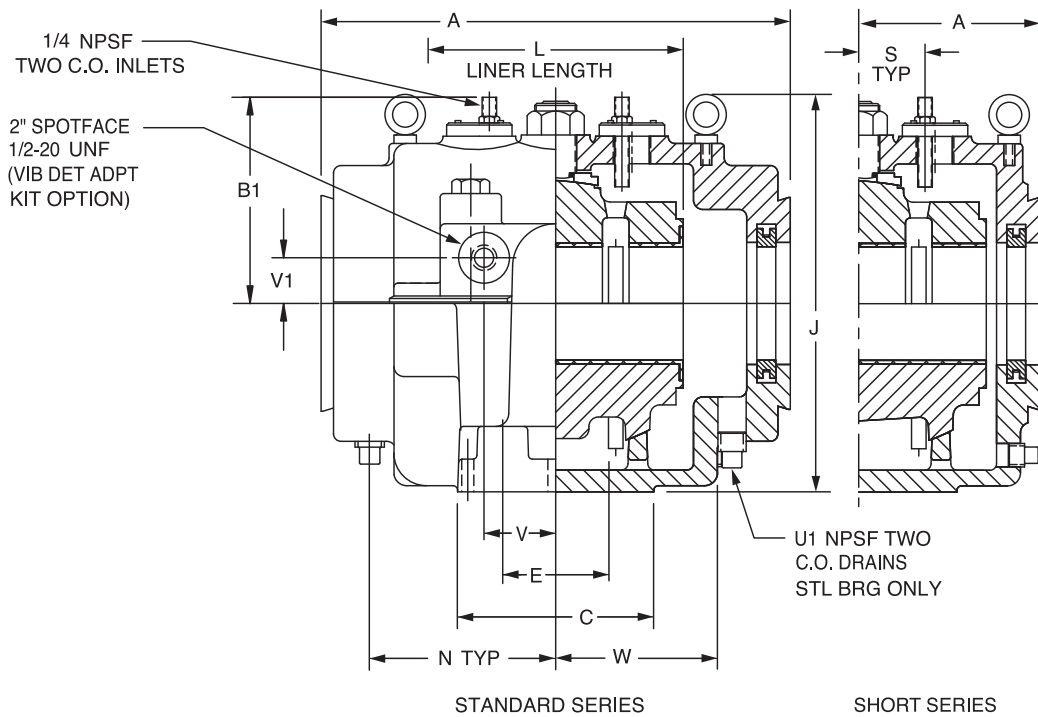 A
A
1/4 NPSF
TWO C.O. INLETS
L
LINER LENGTH
S
TYP
2" SPOTFACE
1/2-20 UNF
(VIB DET ADPT
KIT OPTION)
B1
V1
J
V
E
C
N TYP
W
U1 NPSF TWO
C.O. DRAINS
STL BRG ONLY
STANDARD SERIES
SHORT SERIES